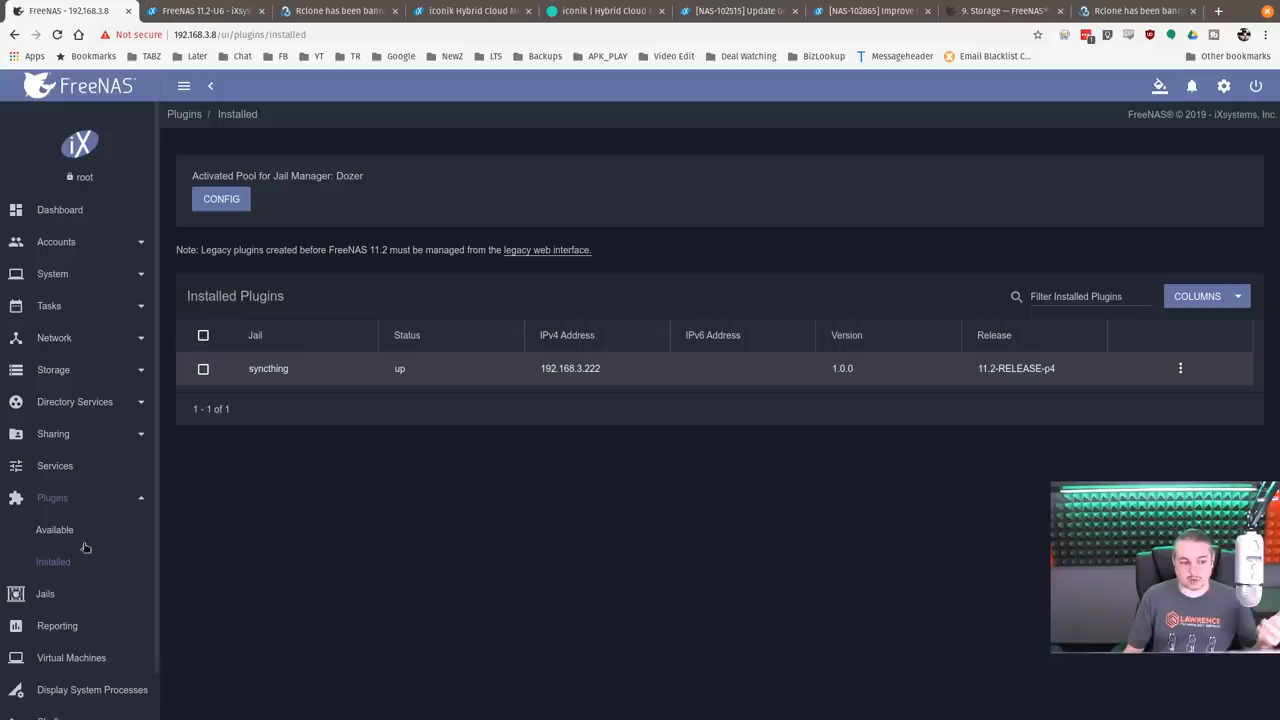 FreeNAS - 192.168.3.8
FreeNAS 11.2-U6 - iXsys
Rclone has been bann
iconik Hybrid Cloud M
iconik | Hybrid Cloud M
[NAS-102515] Update G
[NAS-102865] Improve
9. Storage — FreeNAS®
Rclone has been bann
Not secure
192.168.3.8/ui/plugins/installed
Apps
Bookmarks
TABZ
Later
Chat
FB
YT
TR
Google
NewZ
LTS
Backups
APK_PLAY
Video Edit
Deal Watching
BizLookup
Messageheader
Email Blacklist C...
Other bookmarks
FreeNAS®
Plugins / Installed
FreeNAS® © 2019 - iXsystems, Inc.
iX
root
Dashboard
Accounts
System
Tasks
Network
Storage
Directory Services
Sharing
Services
Plugins
Available
Installed
Jails
Reporting
Virtual Machines
Display System Processes
Activated Pool for Jail Manager: Dozer
CONFIG
Note: Legacy plugins created before FreeNAS 11.2 must be managed from the legacy web interface.
Installed Plugins
Filter Installed Plugins
COLUMNS
Jail Status IPv4 Address IPv6 Address Version Release
syncthing up 192.168.3.222 1.0.0 11.2-RELEASE-p4
1 - 1 of 1
LAWRENCE